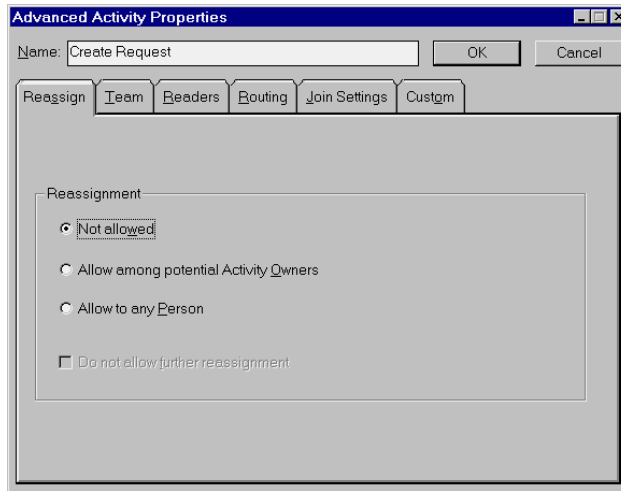 Advanced Activity Properties
Name: Create Request OK Cancel
Reassign Team Readers Routing Join Settings Custom
Reassignment
Not allowed
Allow among potential Activity Owners
Allow to any Person
Do not allow further reassignment